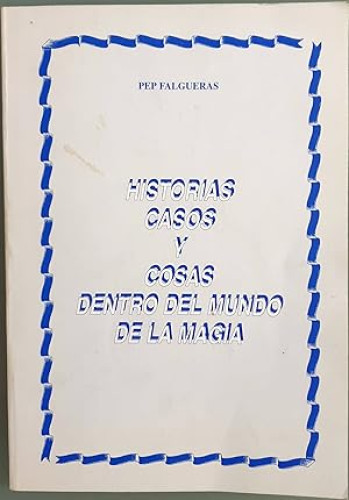 PEP FALGUERAS
HISTORIAS
CASOS
Y
COSAS
DENTRO DEL MUNDO
DE LA MAGIA